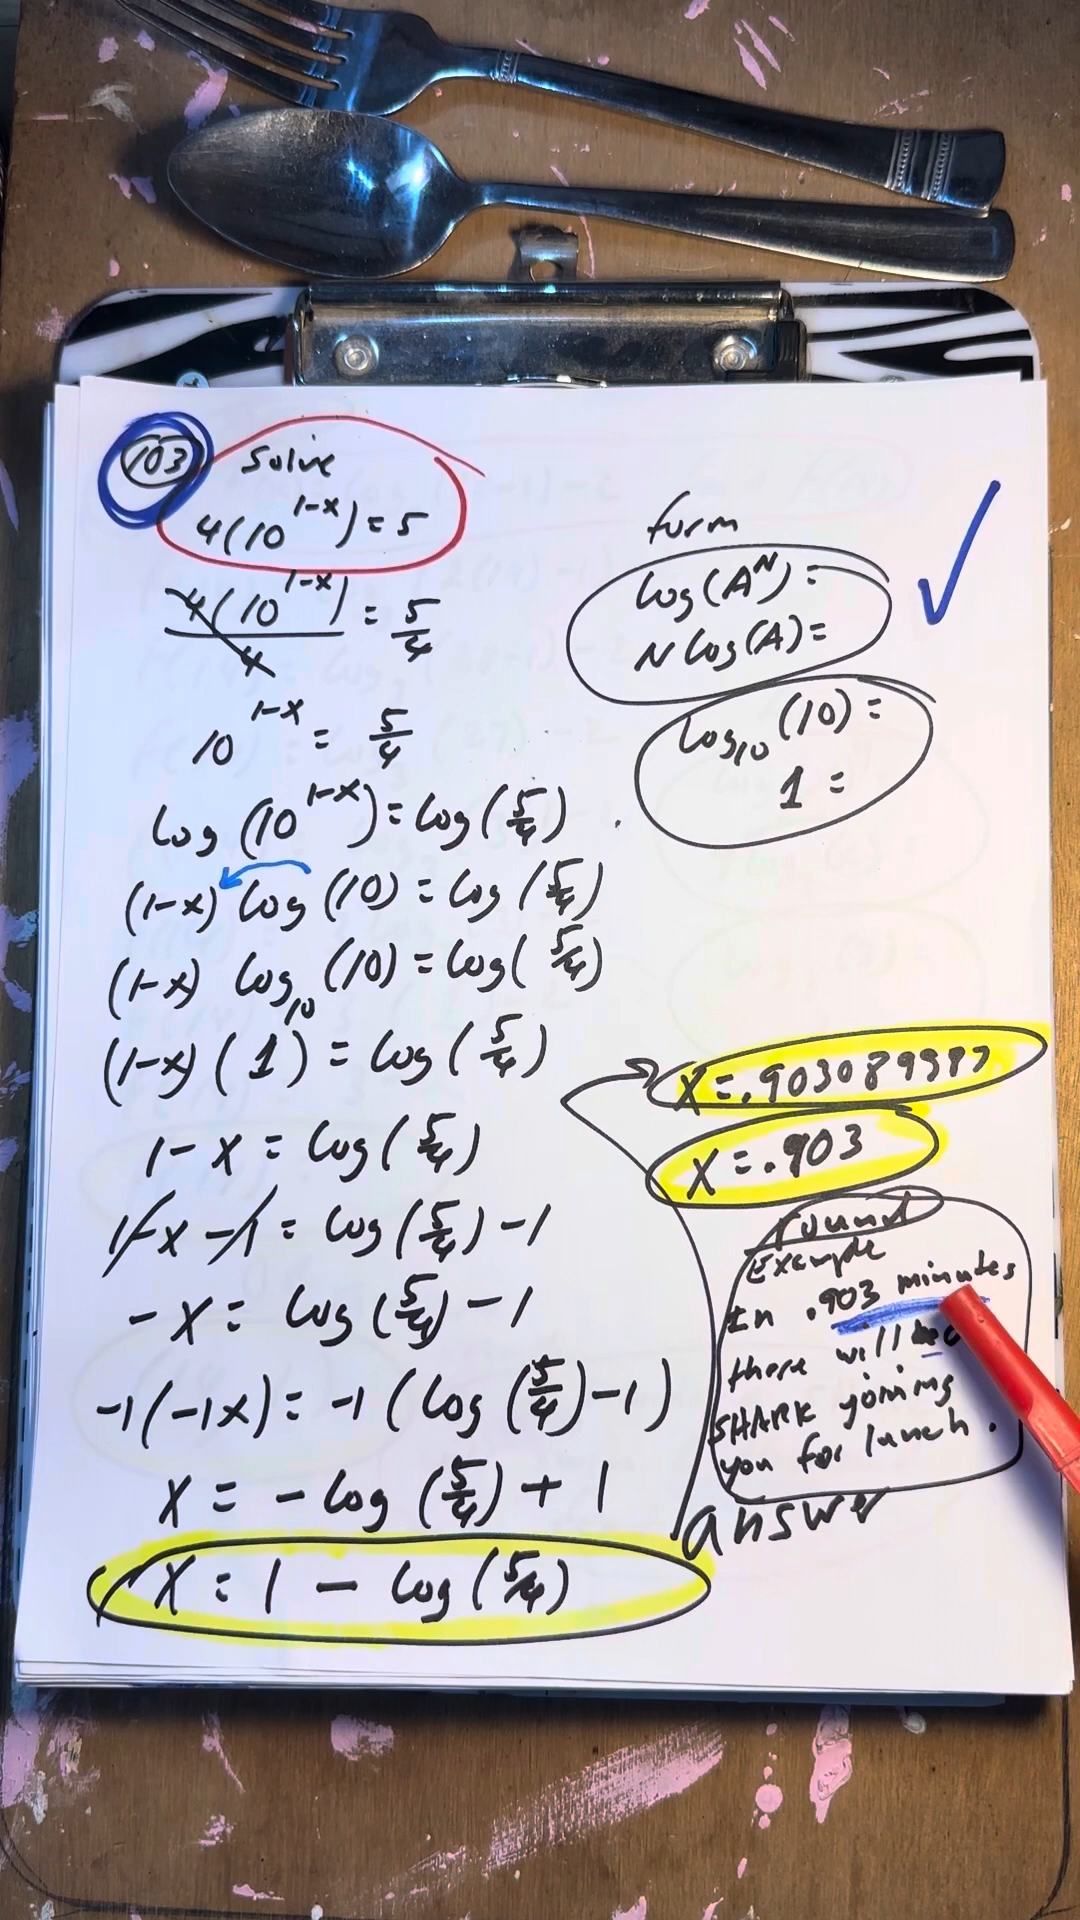 103 Solve
4(10^{1-x}) = 5
4(10^{1-x})/4 = 5/4
10^{1-x} = 5/4
Log(10^{1-x}) = Log(5/4)
(1-x) Log(10) = Log(5/4)
(1-x) Log₁₀(10) = Log(5/4)
(1-x)(1) = Log(5/4)
1-x = Log(5/4)
1-x-1 = Log(5/4)-1
-x = Log(5/4)-1
-1(-1x) = -1(Log(5/4)-1)
x = -Log(5/4)+1
x = 1 - Log(5/4)
form
Log(A^N) =
N Log(A) =
Log₁₀(10) =
1 =
x = .903089987
x = .903
round
Example
In .903 minutes
there will be a
SHARK joining
you for lunch.
answer